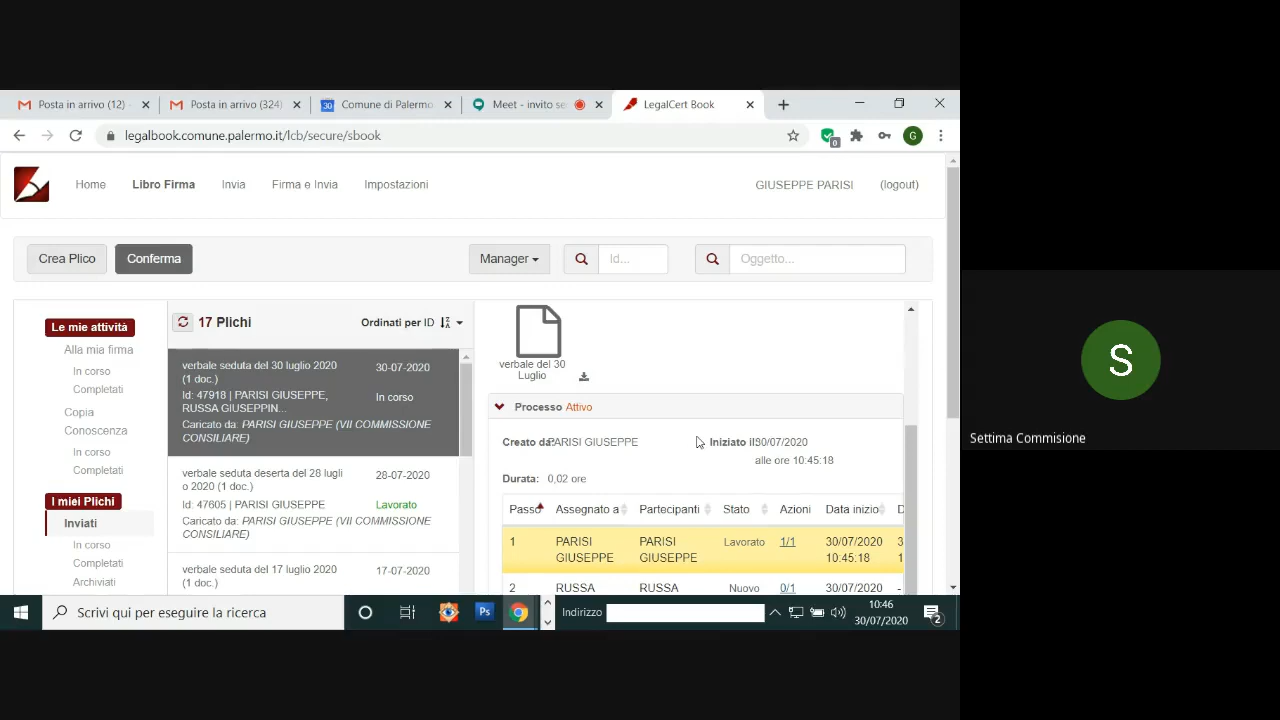 Posta in arrivo (12)
Posta in arrivo (324)
Comune di Palermo
Meet - invito se
LegalCert Book
legalbook.comune.palermo.it/lcb/secure/sbook
0
G
Home
Libro Firma
Invia
Firma e Invia
Impostazioni
GIUSEPPE PARISI
(logout)
Crea Plico
Conferma
Manager
Id...
Oggetto...
Le mie attività
Alla mia firma
In corso
Completati
Copia
Conoscenza
In corso
Completati
I miei Plichi
Inviati
In corso
Completati
Archiviati
17 Plichi
Ordinati per ID
verbale seduta del 30 luglio 2020
(1 doc.)
30-07-2020
Id: 47918 | PARISI GIUSEPPE,
RUSSA GIUSEPPIN...
In corso
Caricato da: PARISI GIUSEPPE (VII COMMISSIONE
CONSILIARE)
verbale seduta deserta del 28 lugli
o 2020 (1 doc.)
28-07-2020
Id: 47605 | PARISI GIUSEPPE
Lavorato
Caricato da: PARISI GIUSEPPE (VII COMMISSIONE
CONSILIARE)
verbale seduta del 17 luglio 2020
(1 doc.)
17-07-2020
verbale del 30
Luglio
Processo Attivo
Creato da: PARISI GIUSEPPE
Iniziato il: 30/07/2020
alle ore 10:45:18
Durata: 0,02 ore
Passo Assegnato a Partecipanti Stato Azioni Data inizio D
1 PARISI GIUSEPPE PARISI GIUSEPPE Lavorato 1/1 30/07/2020 10:45:18 3 1
2 RUSSA RUSSA Nuovo 0/1 30/07/2020 -
Scrivi qui per eseguire la ricerca
Ps
Indirizzo
10:46
30/07/2020
2
S
Settima Commisione